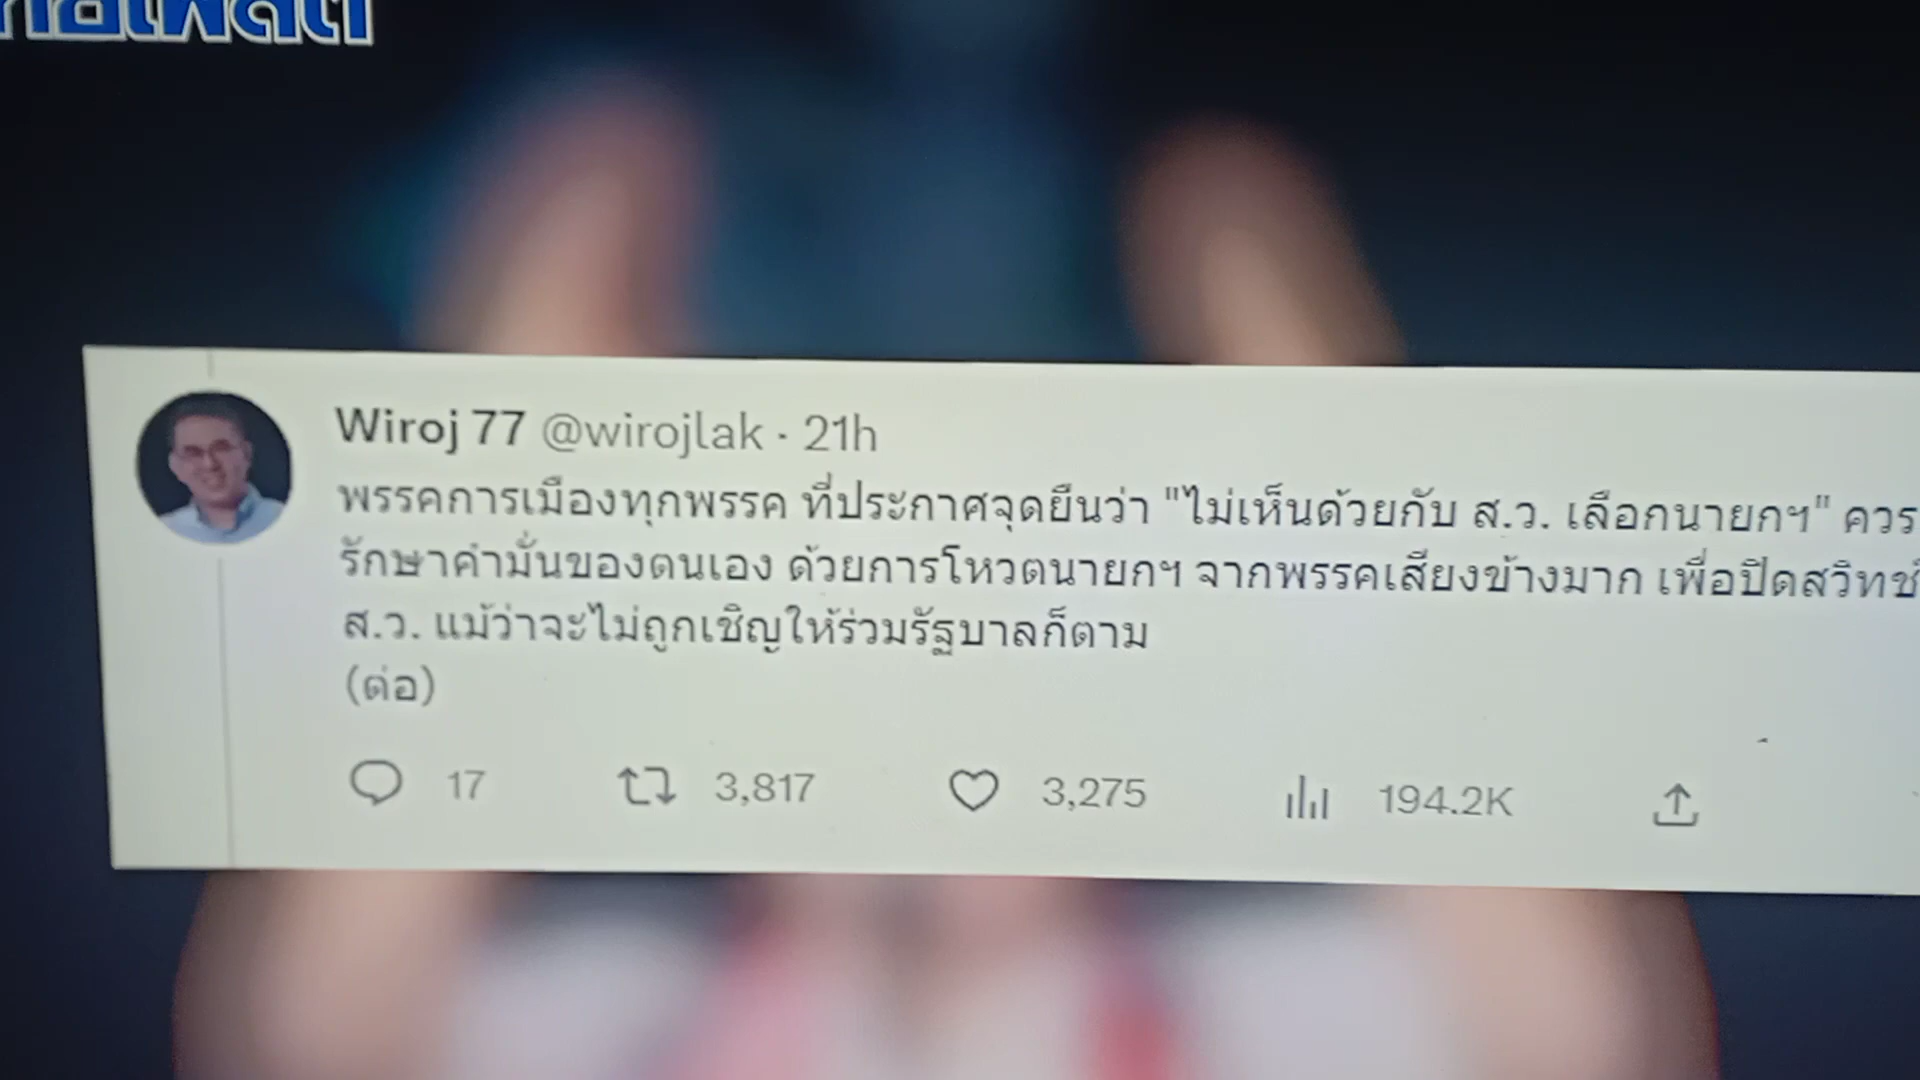 Wiroj 77 @wirojlak · 21h
พรรคการเมืองทุกพรรค ที่ประกาศจุดยืนว่า "ไม่เห็นด้วยกับ ส.ว. เลือกนายกฯ" ควร
รักษาคำมั่นของตนเอง ด้วยการโหวตนายกฯ จากพรรคเสียงข้างมาก เพื่อปิดสวิทช์
ส.ว. แม้ว่าจะไม่ถูกเชิญให้ร่วมรัฐบาลก็ตาม
(ต่อ)
17 3,817 3,275 194.2K